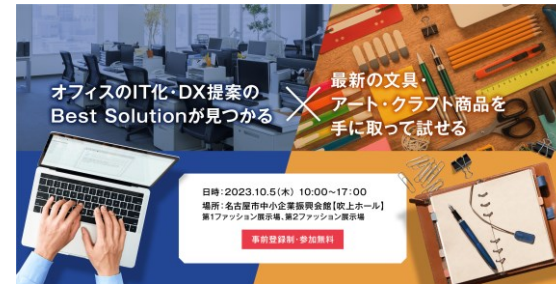 オフィスのIT化・DX提案の
Best Solutionが見つかる
最新の文具・
アート・クラフト商品を
手に取って試せる
日時：2023.10.5(木) 10:00〜17:00
場所：名古屋市中小企業振興会館【吹上ホール】
第1ファッション展示場、第2ファッション展示場
事前登録制・参加無料